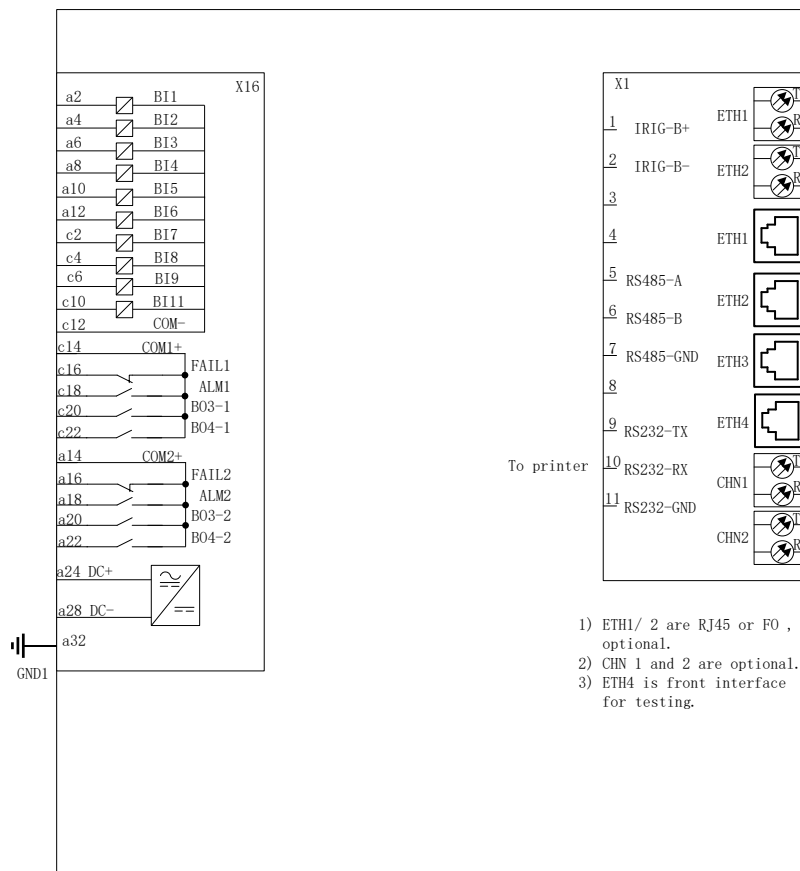 X16
a2 BI1
a4 BI2
a6 BI3
a8 BI4
a10 BI5
a12 BI6
c2 BI7
c4 BI8
c6 BI9
c10 BI11
c12 COM-
c14 COM1+
c16 FAIL1
c18 ALM1
c20 BO3-1
c22 BO4-1
a14 COM2+
a16 FAIL2
a18 ALM2
a20 BO3-2
a22 BO4-2
a24 DC+
a28 DC-
a32
GND1
X1
1 IRIG-B+
2 IRIG-B-
3
4
5 RS485-A
6 RS485-B
7 RS485-GND
8
9 RS232-TX
To printer 10 RS232-RX
11 RS232-GND
ETH1 T
R
ETH2 T
R
ETH1
ETH2
ETH3
ETH4
CHN1 T
R
CHN2 T
R
1) ETH1/ 2 are RJ45 or FO ,
optional.
2) CHN 1 and 2 are optional.
3) ETH4 is front interface
for testing.